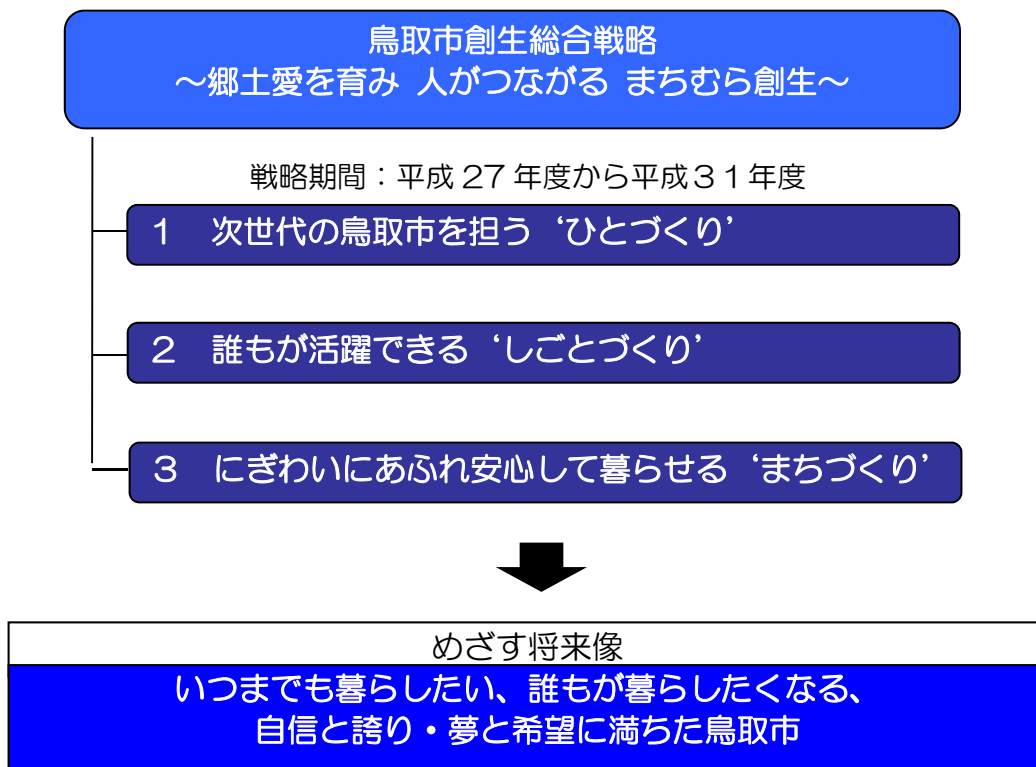 鳥取市創生総合戦略
～郷土愛を育み 人がつながる まちむら創生～
戦略期間：平成27年度から平成３１年度
１ 次世代の鳥取市を担う‘ひとづくり’
２ 誰もが活躍できる‘しごとづくり’
３ にぎわいにあふれ安心して暮らせる‘まちづくり’
めざす将来像
いつまでも暮らしたい、誰もが暮らしたくなる、
自信と誇り・夢と希望に満ちた鳥取市